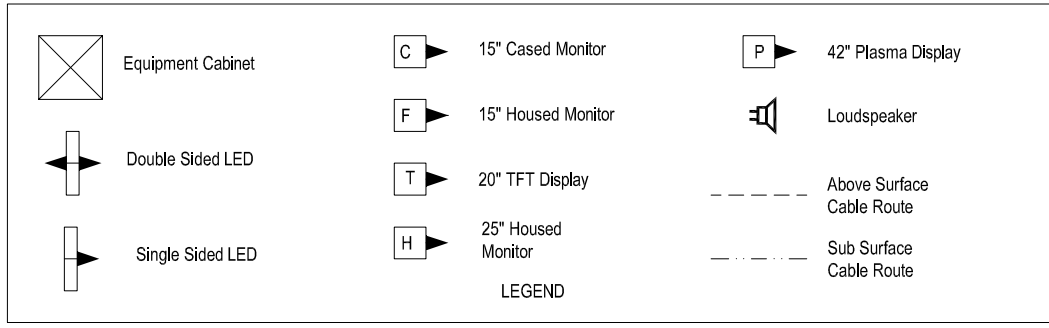 Equipment Cabinet
Double Sided LED
Single Sided LED
C 15" Cased Monitor
F 15" Housed Monitor
T 20" TFT Display
H 25" Housed
Monitor
LEGEND
P 42" Plasma Display
Loudspeaker
Above Surface
Cable Route
Sub Surface
Cable Route